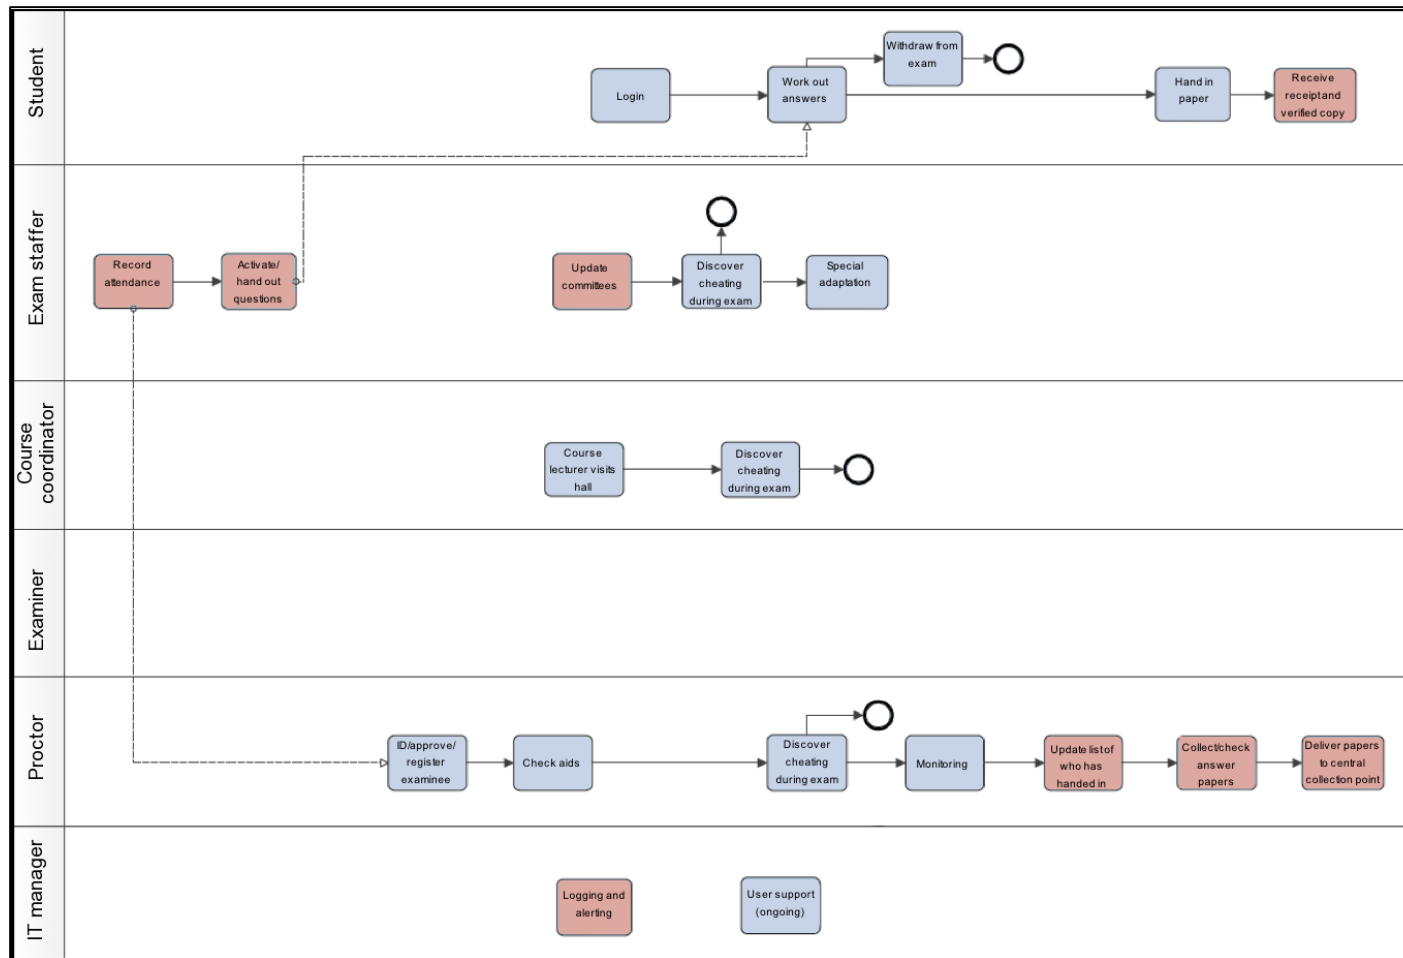 Student
Login
Work out
answers
Withdraw from
exam
Hand in
paper
Receive
receipt and
verified copy
Exam staffer
Record
attendance
Activate/
hand out
questions
Update
committees
Discover
cheating
during exam
Special
adaptation
Course
coordinator
Course
lecturer visits
hall
Discover
cheating
during exam
Examiner
Proctor
ID/approve/
register
examinee
Check aids
Discover
cheating
during exam
Monitoring
Update list of
who has
handed in
Collect/check
answer
papers
Deliver papers
to central
collection point
IT manager
Logging and
alerting
User support
(ongoing)